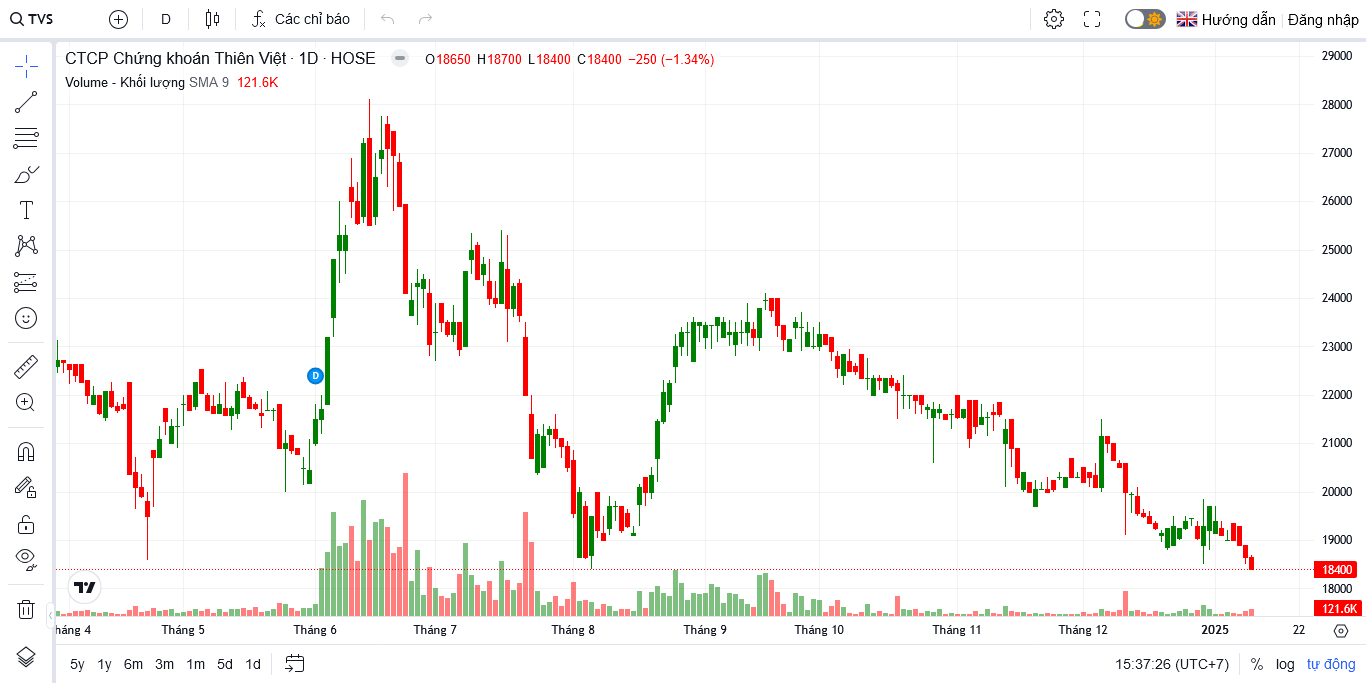 TVS D Các chỉ báo Hướng dẫn Đăng nhập
CTCP Chứng khoán Thiên Việt · 1D · HOSE O18650 H18700 L18400 C18400 −250 (−1.34%)
Volume - Khối lượng SMA 9 121.6K
29000
28000
27000
26000
25000
24000
23000
D
22000
21000
20000
19000
18400
18000
121.6K
háng 4 Tháng 5 Tháng 6 Tháng 7 Tháng 8 Tháng 9 Tháng 10 Tháng 11 Tháng 12 2025 22
5y 1y 6m 3m 1m 5d 1d 15:37:26 (UTC+7) % log tự động